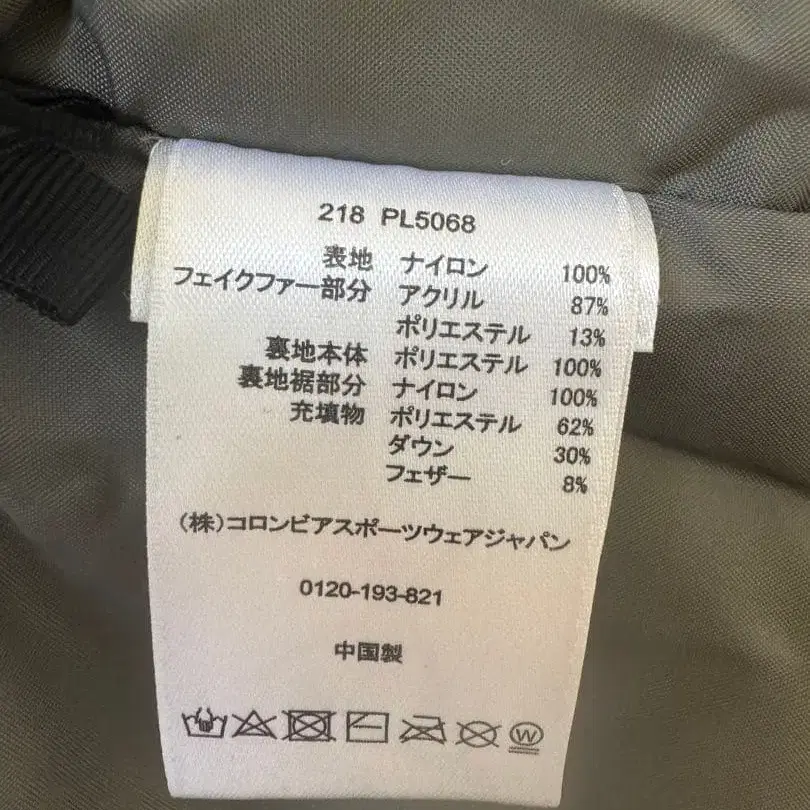 218 PL5068
表地 ナイロン 100%
フェイクファー部分 アクリル 87%
ポリエステル 13%
裏地本体 ポリエステル 100%
裏地裾部分 ナイロン 100%
充填物 ポリエステル 62%
ダウン 30%
フェザー 8%
(株)コロンビアスポーツウェアジャパン
0120-193-821
中国製
W